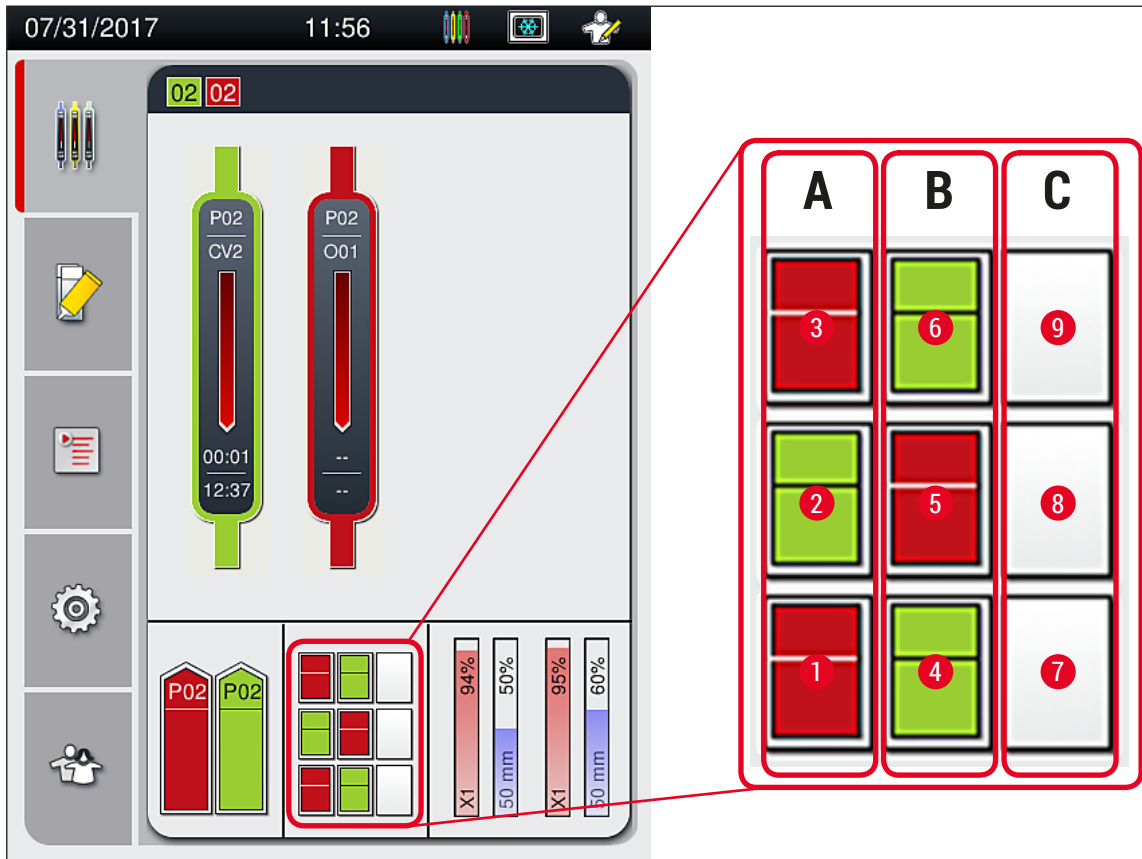 07/31/2017 11:56
02 02
P02 P02
CV2 O01
00:01 --
12:37 --
P02 P02
X1 94%
50 mm 50%
X1 95%
50 mm 60%
A B C
3 6 9
2 5 8
1 4 7